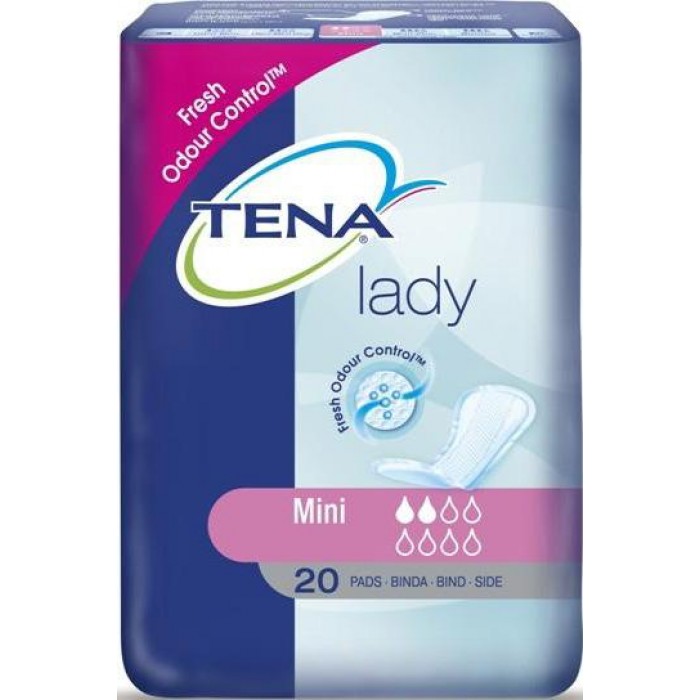 Fresh
Odour Control™
TENA®
lady
Fresh Odour Control™
Mini
20 PADS · BINDA · BIND · SIDE